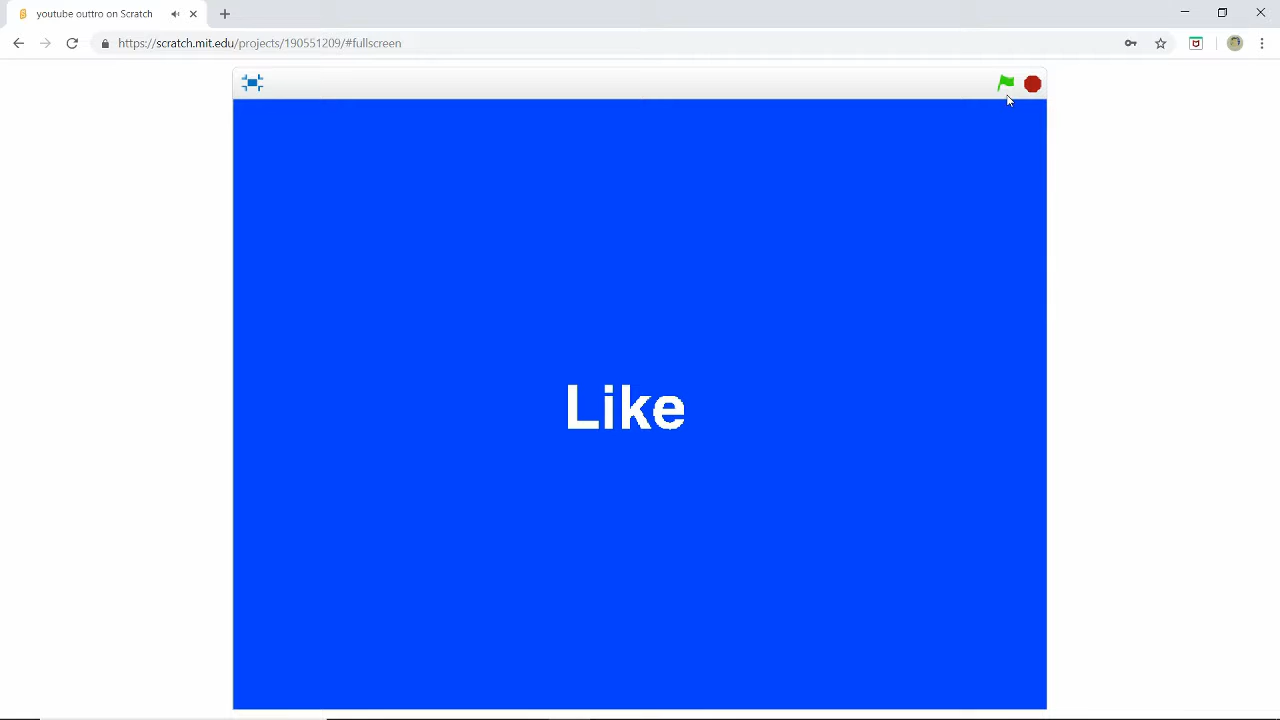 youtube outtro on Scratch
https://scratch.mit.edu/projects/190551209/#fullscreen
Like